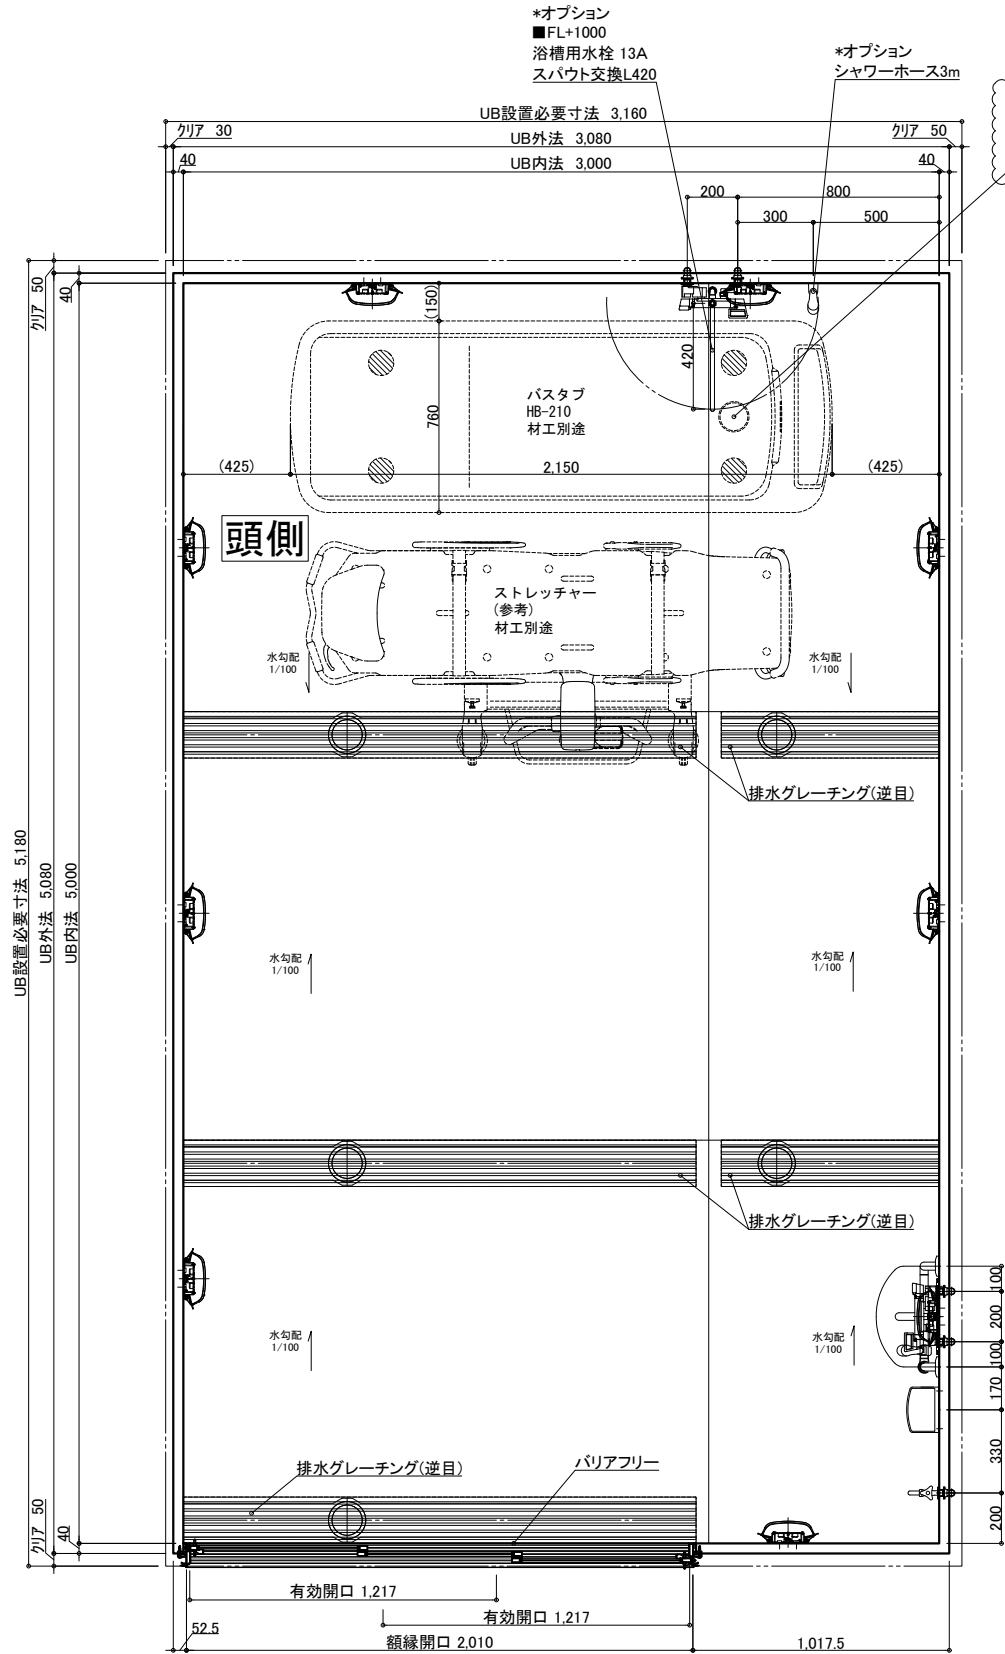 *オプション
■FL+1000
浴槽用水栓 13A
スパウト交換L420
*オプション
シャワーホース3m
UB設置必要寸法 3,160
クリア 30
UB外法 3,080
クリア 50
40
UB内法 3,000
40
200
800
300
500
クリア 50
40
(150)
420
760
バスタブ
HB-210
材工別途
(425)
2,150
(425)
頭側
ストレッチャー
(参考)
材工別途
水勾配
1/100
水勾配
1/100
排水グレーチング(逆目)
UB設置必要寸法 5,180
UB外法 5,080
UB内法 5,000
水勾配
1/100
水勾配
1/100
排水グレーチング(逆目)
水勾配
1/100
水勾配
1/100
100
200
100
170
330
200
排水グレーチング(逆目)
バリアフリー
クリア 50
40
有効開口 1,217
有効開口 1,217
52.5
額縁開口 2,010
1,017.5